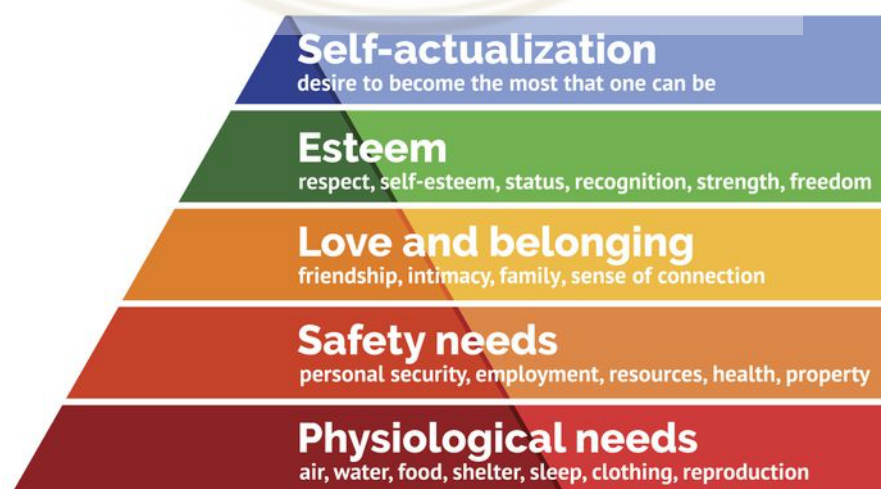 Self-actualization
desire to become the most that one can be
Esteem
respect, self-esteem, status, recognition, strength, freedom
Love and belonging
friendship, intimacy, family, sense of connection
Safety needs
personal security, employment, resources, health, property
Physiological needs
air, water, food, shelter, sleep, clothing, reproduction